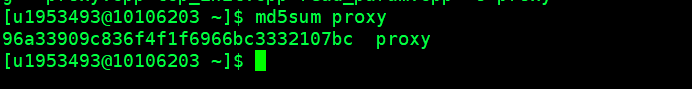 [u1953493@10106203 ~]$ md5sum proxy
96a33909c836f4f1f6966bc3332107bc  proxy
[u1953493@10106203 ~]$